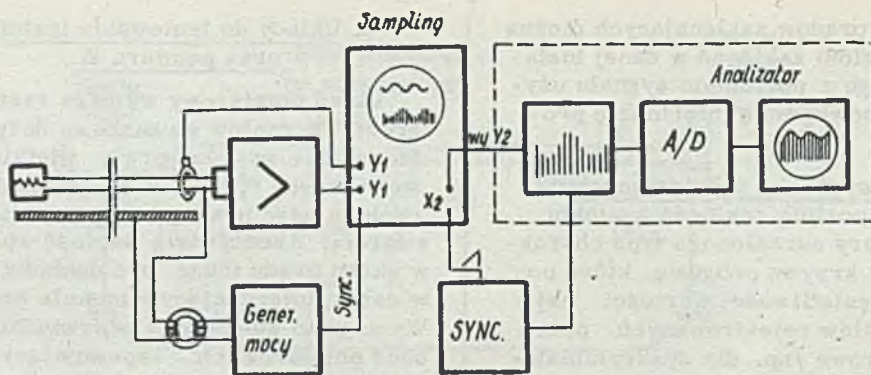 Sampling
Analizator
Y1
Y1
X2
wy Y2
A/D
Sync.
Gener.
mocy
SYNC.